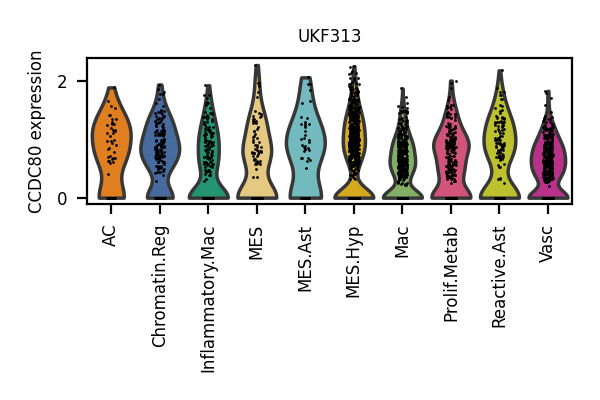 UKF313
CCDC80 expression
2
0
AC
Chromatin.Reg
Inflammatory.Mac
MES
MES.Ast
MES.Hyp
Mac
Prolif.Metab
Reactive.Ast
Vasc